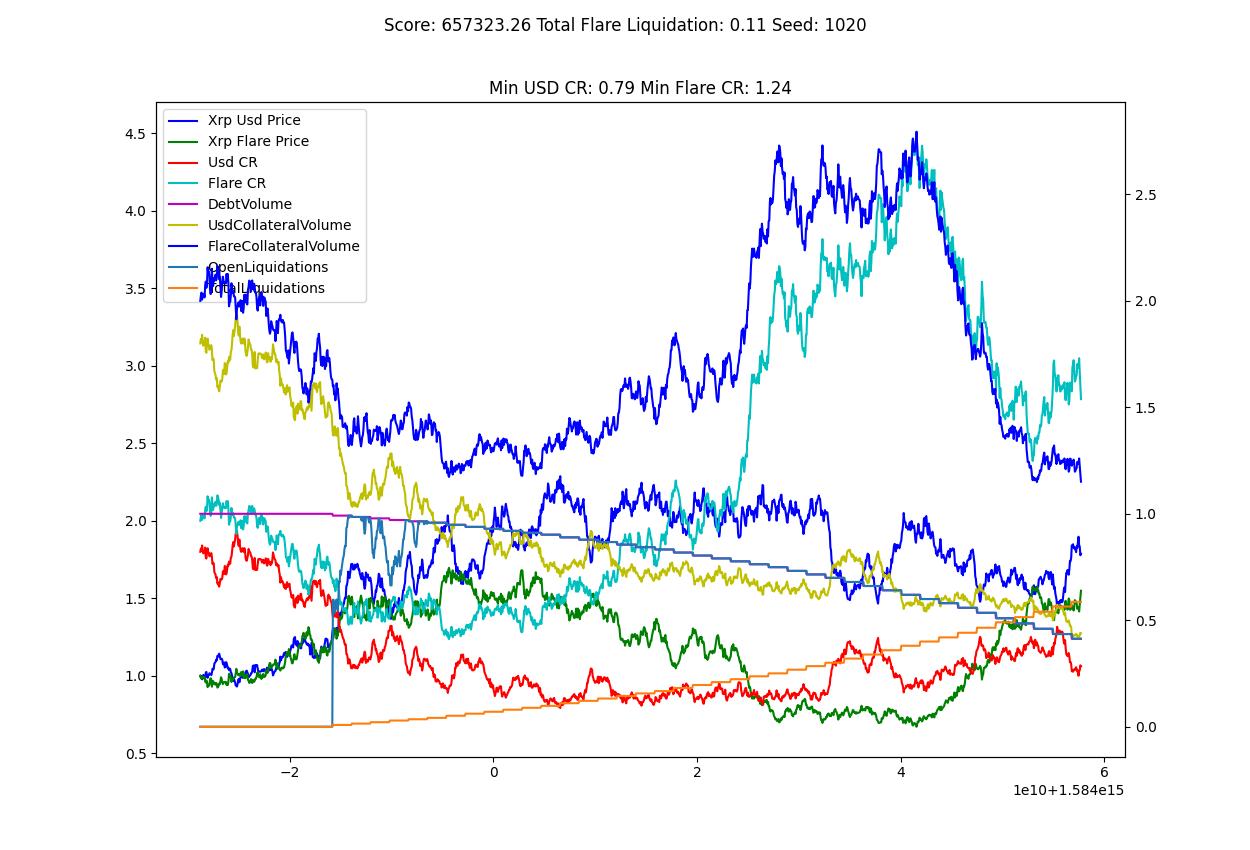 Score: 657323.26 Total Flare Liquidation: 0.11 Seed: 1020
Min USD CR: 0.79 Min Flare CR: 1.24
Xrp Usd Price
Xrp Flare Price
Usd CR
Flare CR
DebtVolume
UsdCollateralVolume
FlareCollateralVolume
OpenLiquidations
TotalLiquidations
4.5
4.0
3.5
3.0
2.5
2.0
1.5
1.0
0.5
2.5
2.0
1.5
1.0
0.5
0.0
−2
0
2
4
6
1e10+1.584e15